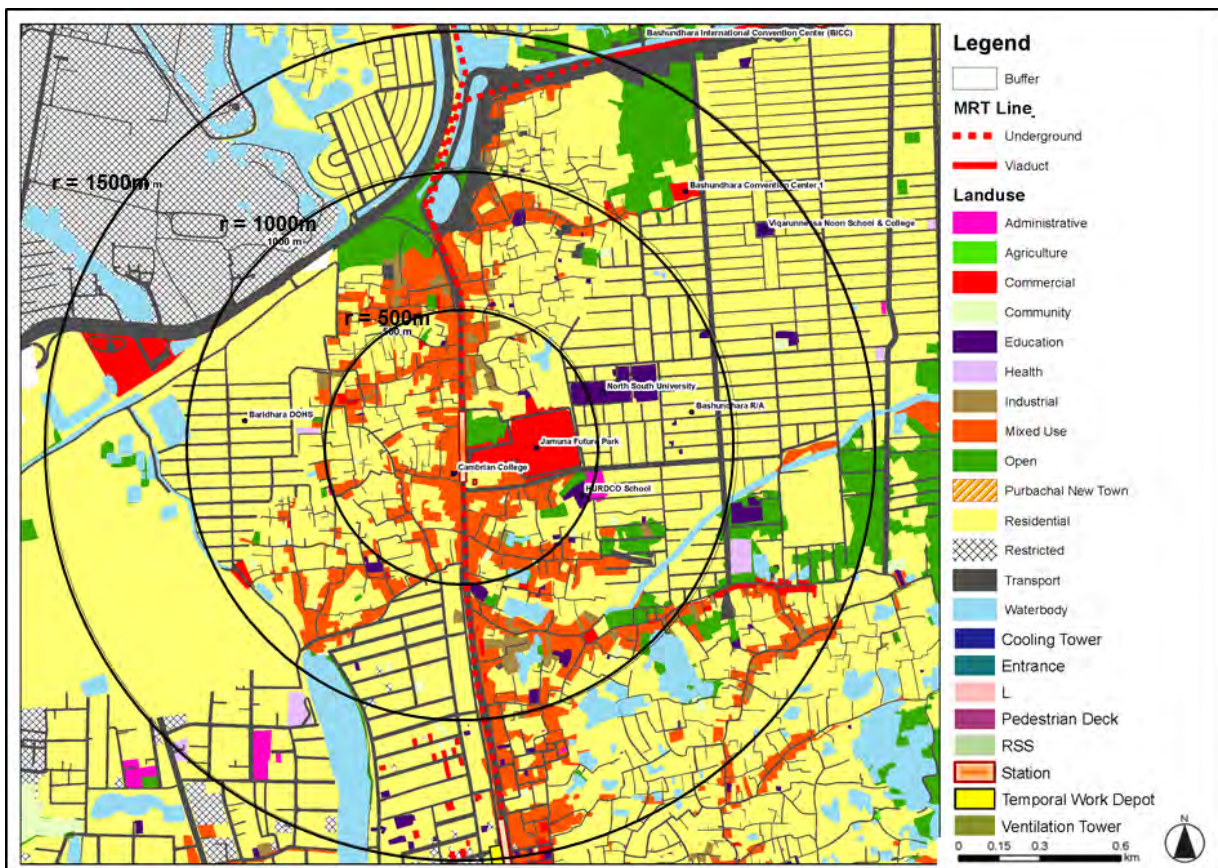 Bashundhara International Convention Center (BICC)
r = 1500m
m
Bashundhara Convention Center 1
r = 1000m
1000 m
Viqarunnessa Noon School & College
r = 500m
500 m
North South University
Baridhara DOHS
Bashundhara R/A
Jamuna Future Park
Cambrian College
HURDCO School
Legend
Buffer
MRT Line
Underground
Viaduct
Landuse
Administrative
Agriculture
Commercial
Community
Education
Health
Industrial
Mixed Use
Open
Purbachal New Town
Residential
Restricted
Transport
Waterbody
Cooling Tower
Entrance
L
Pedestrian Deck
RSS
Station
Temporal Work Depot
Ventilation Tower
N
0 0.15 0.3 0.6
km